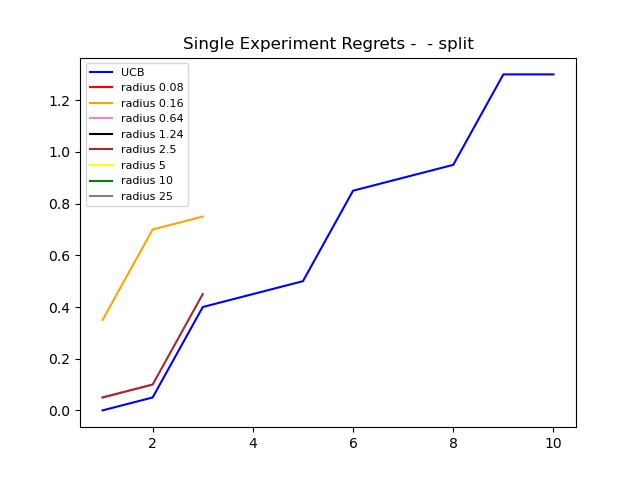 Single Experiment Regrets -  - split
UCB
radius 0.08
radius 0.16
radius 0.64
radius 1.24
radius 2.5
radius 5
radius 10
radius 25
1.2
1.0
0.8
0.6
0.4
0.2
0.0
2 4 6 8 10